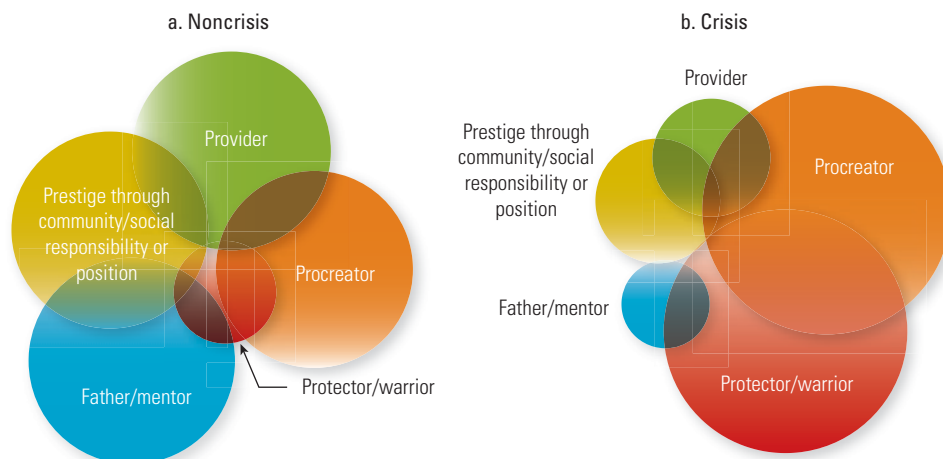 a. Noncrisis
Provider
Prestige through
community/social
responsibility or
position
Procreator
Father/mentor
Protector/warrior
b. Crisis
Provider
Prestige through
community/social
responsibility or
position
Procreator
Father/mentor
Protector/warrior